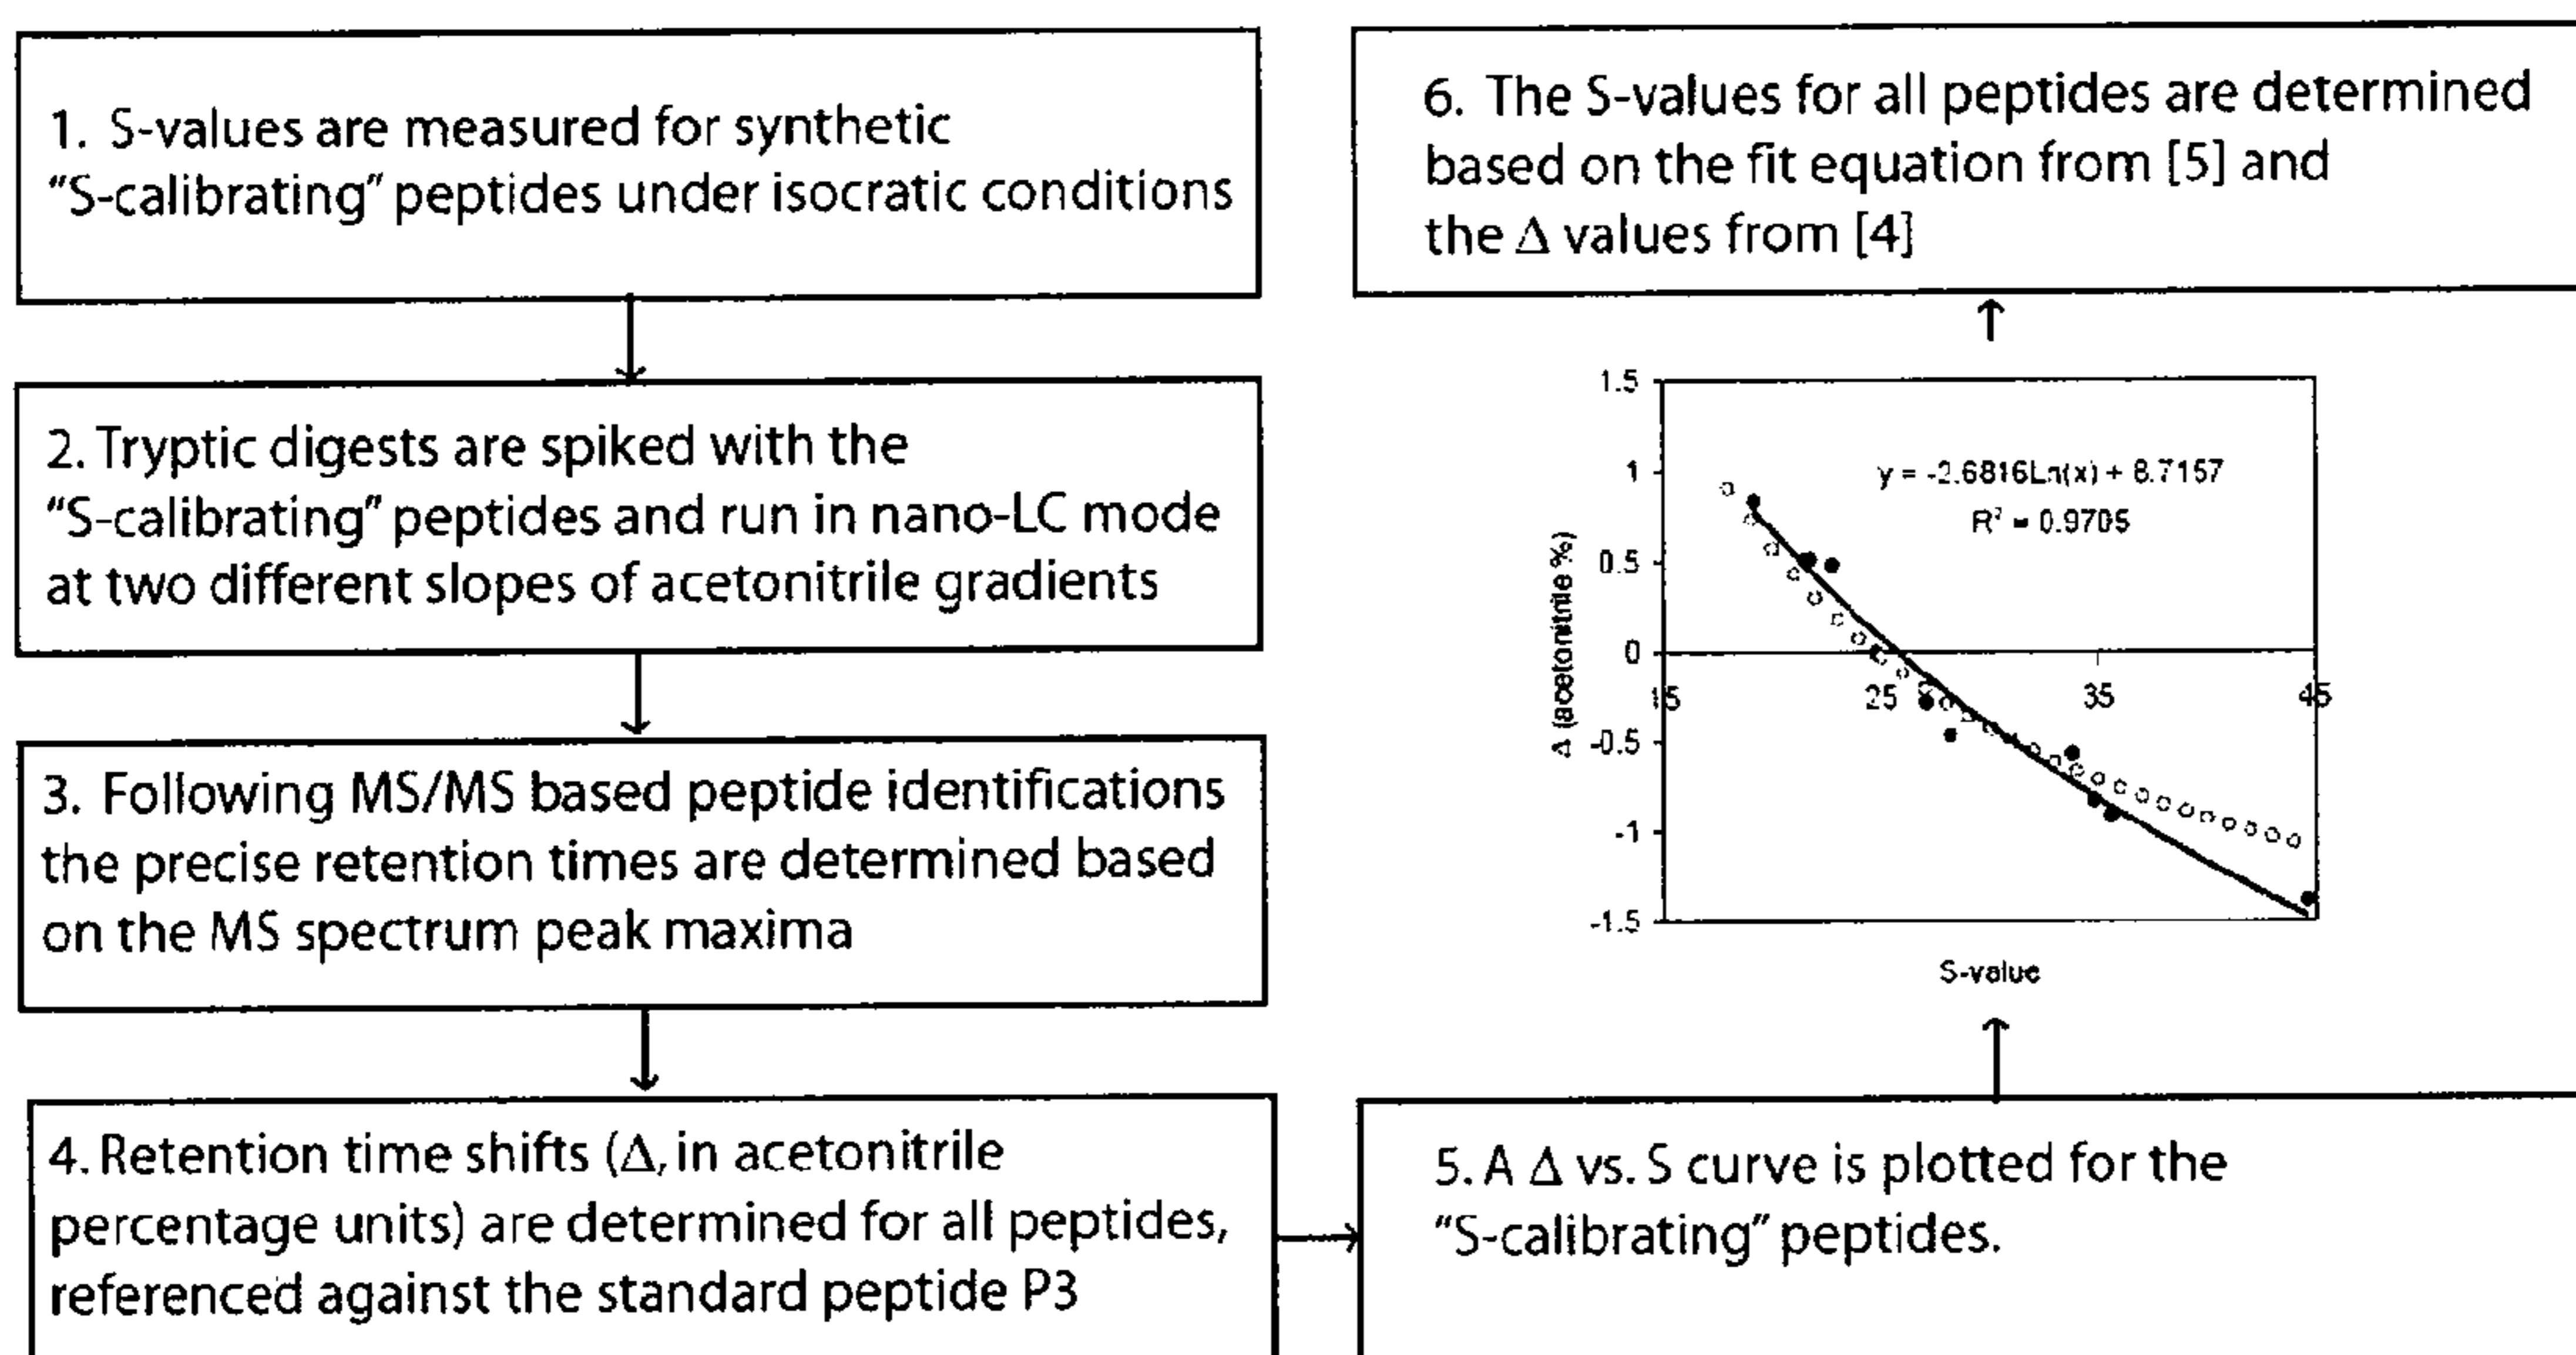 1. S-values are measured for synthetic
“S-calibrating” peptides under isocratic conditions
2. Tryptic digests are spiked with the
“S-calibrating” peptides and run in nano-LC mode
at two different slopes of acetonitrile gradients
3. Following MS/MS based peptide identifications
the precise retention times are determined based
on the MS spectrum peak maxima
4. Retention time shifts (Δ, in acetonitrile
percentage units) are determined for all peptides,
referenced against the standard peptide P3
5. A Δ vs. S curve is plotted for the
“S-calibrating” peptides.
1.5
1
0.5
0
-0.5
-1
-1.5
Δ (acetonitrile %)
y = -2.6816Ln(x) + 8.7157
R² = 0.9705
15
25
35
45
S-value
6. The S-values for all peptides are determined
based on the fit equation from [5] and
the Δ values from [4]